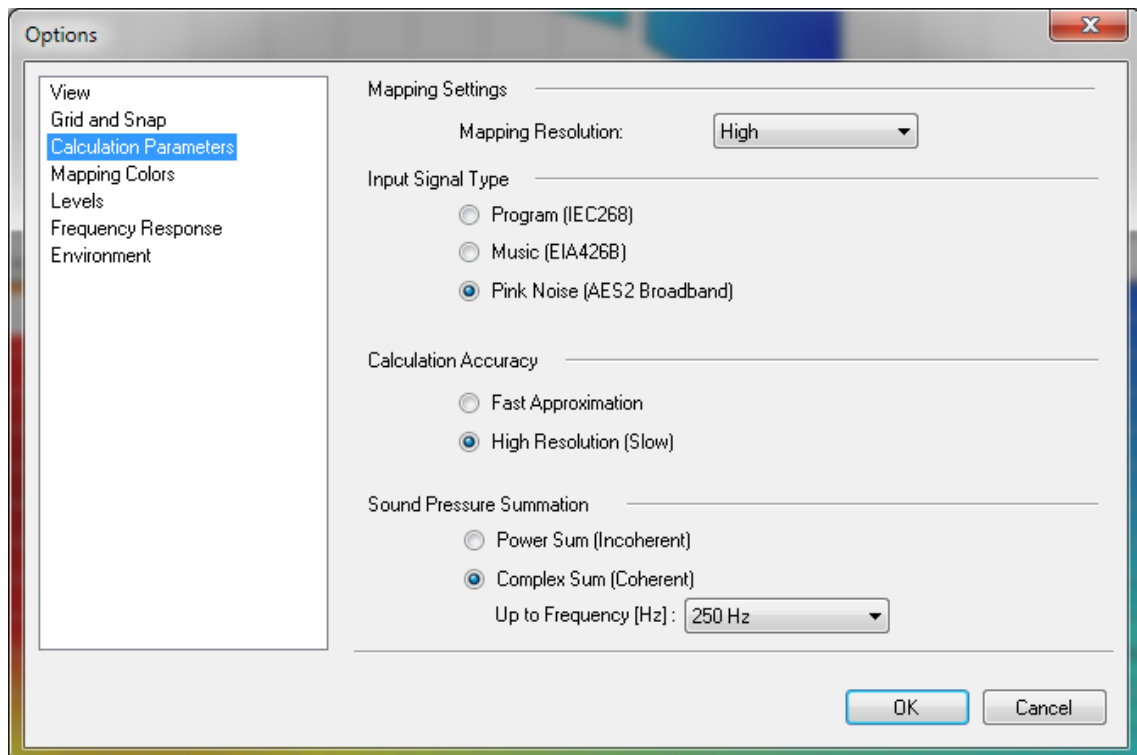 Options
View
Grid and Snap
Calculation Parameters
Mapping Colors
Levels
Frequency Response
Environment
Mapping Settings
Mapping Resolution: High
Input Signal Type
Program (IEC268)
Music (EIA426B)
Pink Noise (AES2 Broadband)
Calculation Accuracy
Fast Approximation
High Resolution (Slow)
Sound Pressure Summation
Power Sum (Incoherent)
Complex Sum (Coherent)
Up to Frequency [Hz] : 250 Hz
OK Cancel